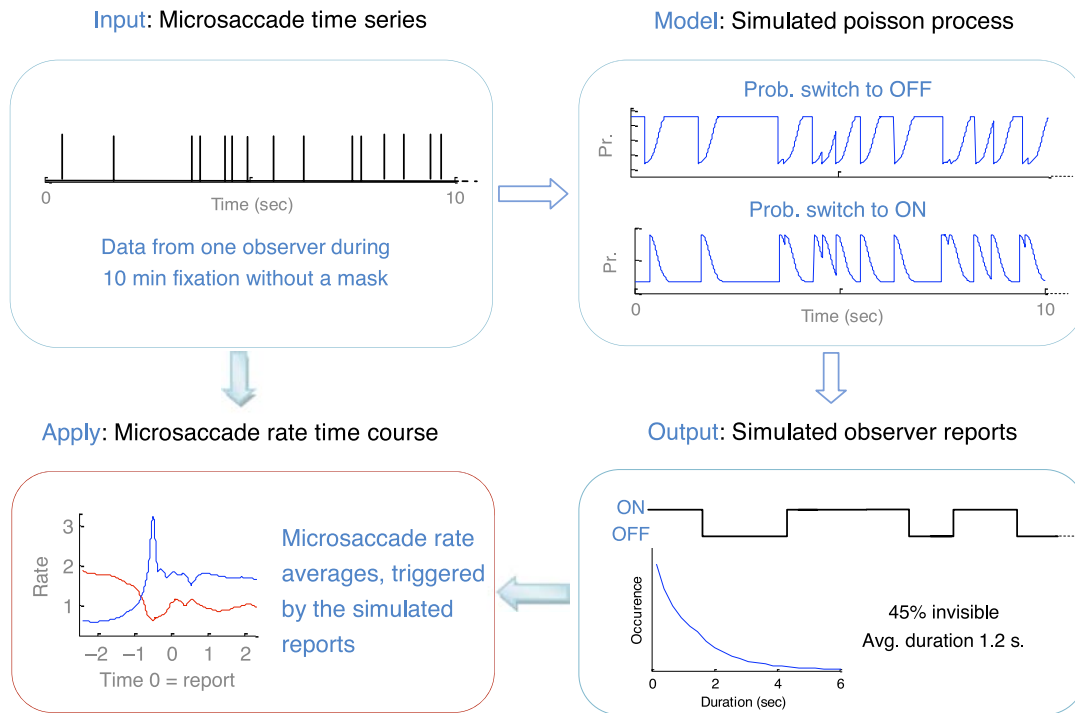 Input: Microsaccade time series
0
10
Time (sec)
Data from one observer during
10 min fixation without a mask
Model: Simulated poisson process
Prob. switch to OFF
Pr.
Prob. switch to ON
Pr.
0
10
Time (sec)
Apply: Microsaccade rate time course
3
2
1
Rate
−2 −1 0 1 2
Time 0 = report
Microsaccade rate
averages, triggered
by the simulated
reports
Output: Simulated observer reports
ON
OFF
Occurence
0 2 4 6
Duration (sec)
45% invisible
Avg. duration 1.2 s.